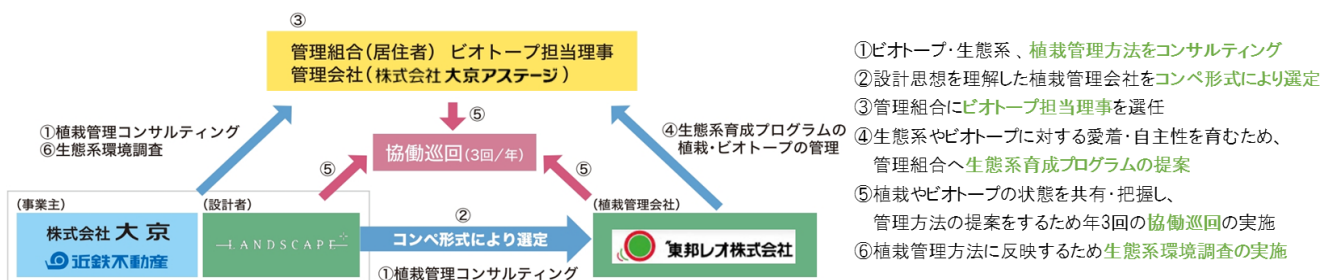 ③
管理組合(居住者) ビオトープ担当理事
管理会社(株式会社 大京アステージ)
①植栽管理コンサルティング
⑥生態系環境調査
⑤
協働巡回(3回/年)
⑤
⑤
④生態系育成プログラムの
植栽・ビオトープの管理
(事業主)
株式会社 大京
近鉄不動産
(設計者)
LANDSCAPE
②
コンペ形式により選定
①植栽管理コンサルティング
(植栽管理会社)
東邦レオ株式会社
①ビオトープ・生態系、植栽管理方法をコンサルティング
②設計思想を理解した植栽管理会社をコンペ形式により選定
③管理組合にビオトープ担当理事を選任
④生態系やビオトープに対する愛着・自主性を育むため、
管理組合へ生態系育成プログラムの提案
⑤植栽やビオトープの状態を共有・把握し、
管理方法の提案をするため年3回の協働巡回の実施
⑥植栽管理方法に反映するため生態系環境調査の実施